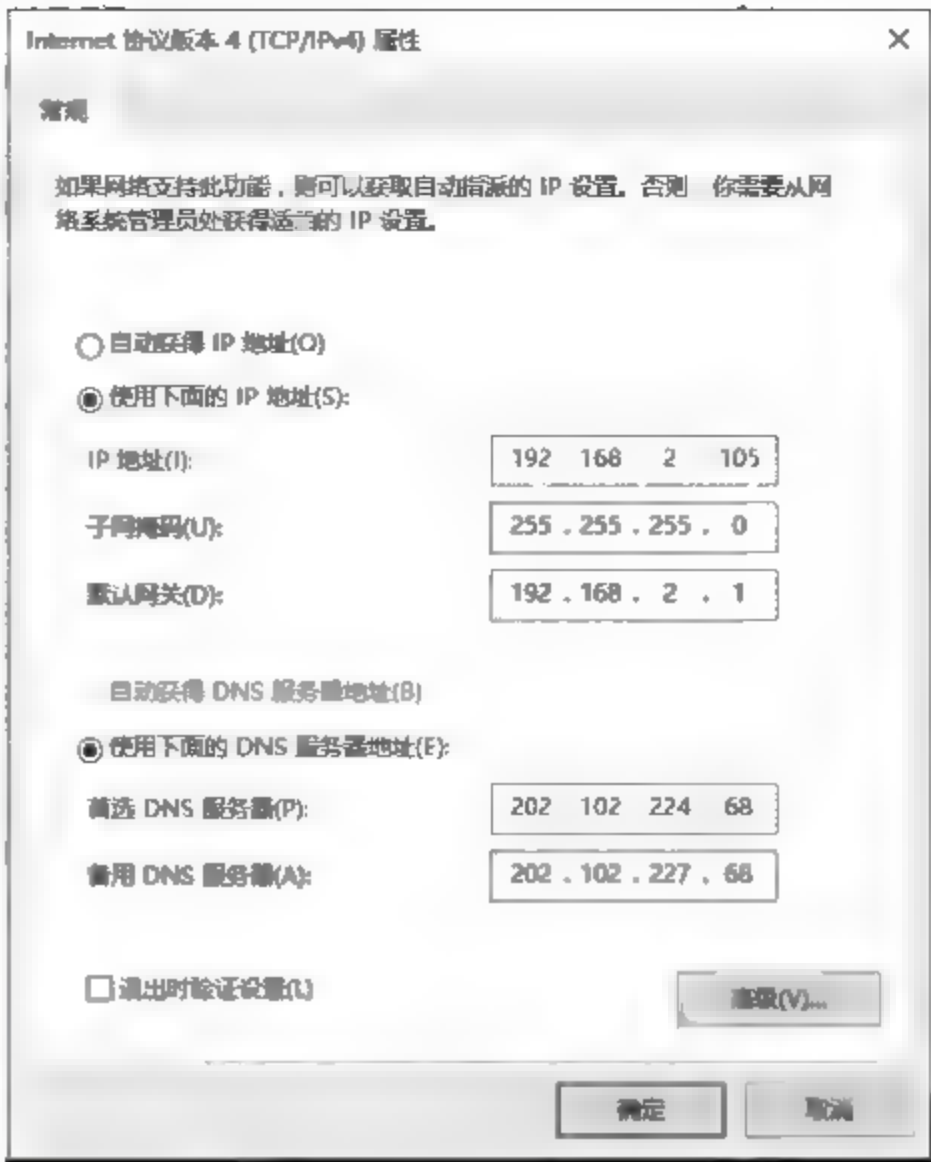 Internet 协议版本 4 (TCP/IPv4) 属性
常规
如果网络支持此功能，则可以获取自动指派的 IP 设置。否则 你需要从网
络系统管理员处获得适当的 IP 设置。
自动获得 IP 地址(O)
使用下面的 IP 地址(S):
IP 地址(I): 192 168 2 105
子网掩码(U): 255 . 255 . 255 . 0
默认网关(D): 192 . 168 . 2 . 1
自动获得 DNS 服务器地址(B)
使用下面的 DNS 服务器地址(E):
首选 DNS 服务器(P): 202 102 224 68
备用 DNS 服务器(A): 202 . 102 . 227 . 68
退出时验证设置(L)
高级(V)...
确定 取消